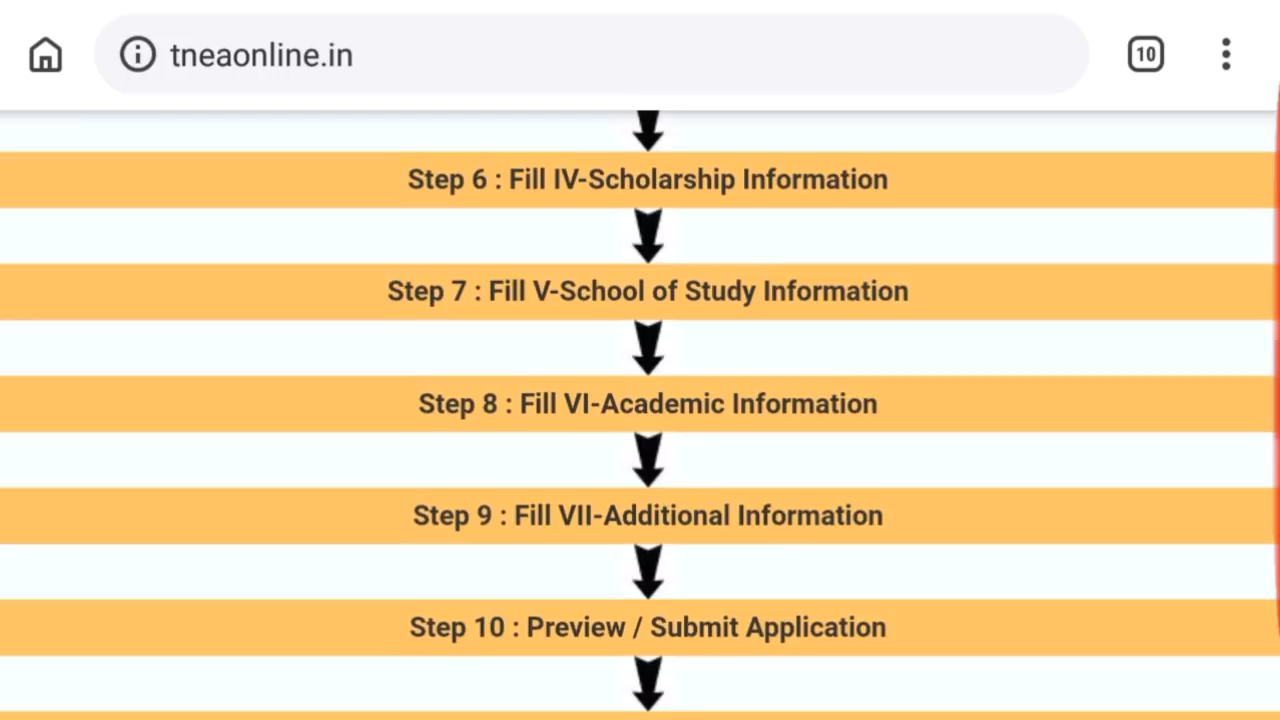 tneaonline.in
10
Step 6 : Fill IV-Scholarship Information
Step 7 : Fill V-School of Study Information
Step 8 : Fill VI-Academic Information
Step 9 : Fill VII-Additional Information
Step 10 : Preview / Submit Application